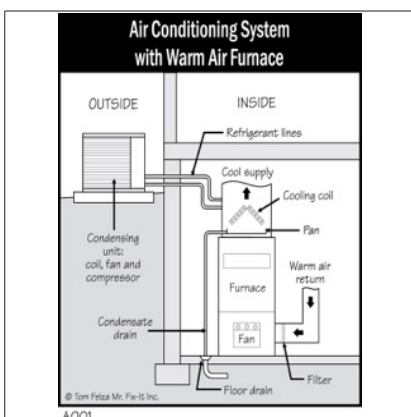 Air Conditioning System
with Warm Air Furnace
OUTSIDE
INSIDE
Refrigerant lines
Cool supply
Cooling coil
Pan
Condensing
unit:
coil, fan and
compressor
Warm air
return
Furnace
Condensate
drain
Fan
Floor drain
Filter
© Tom Feiza Mr. Fix-It Inc.
A001